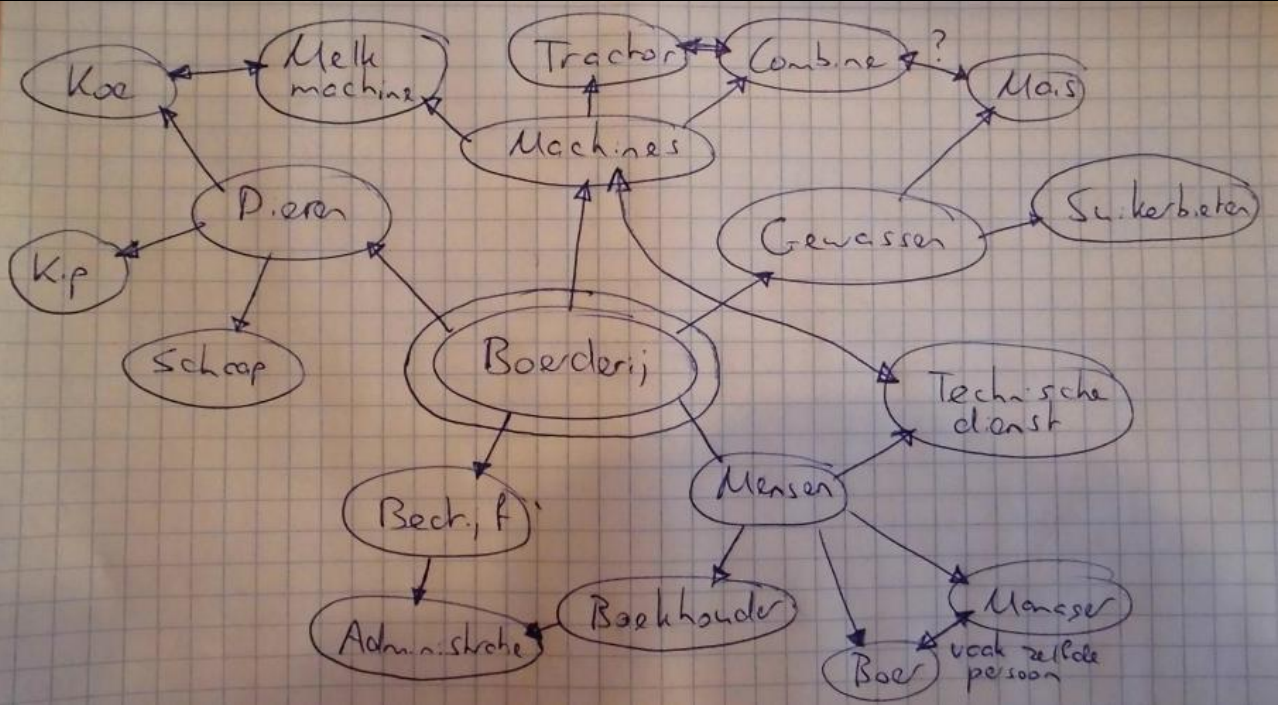 Koe
Melk
machine
Tractor
Combine
?
Mais
Machines
Dieren
Gewassen
Suikerbieten
Kip
Schaap
Boerderij
Technische
dienst
Mensen
Bedrijf
Administratie
Boekhouder
Manager
Boer
vaak zelfde
persoon